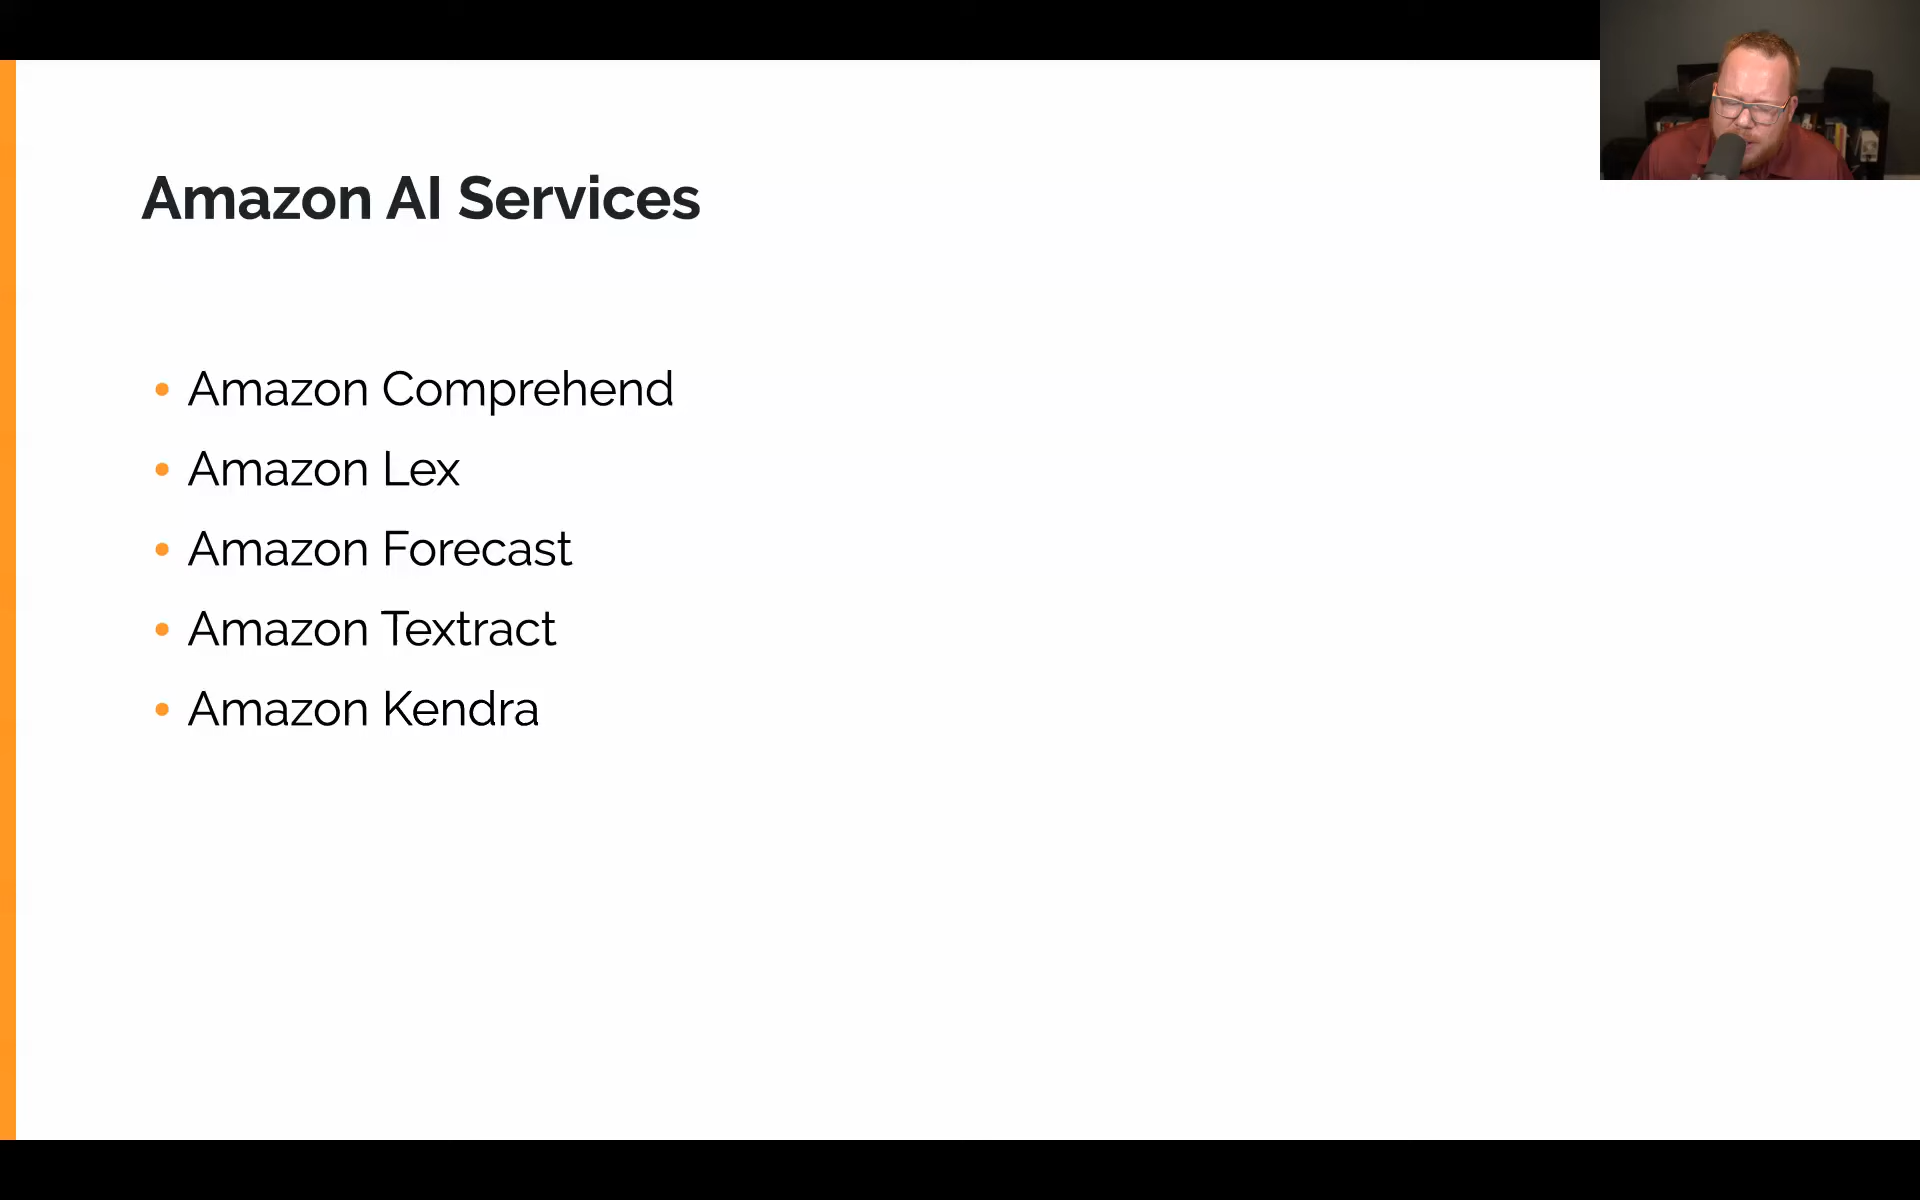 Amazon AI Services
• Amazon Comprehend
• Amazon Lex
• Amazon Forecast
• Amazon Textract
• Amazon Kendra